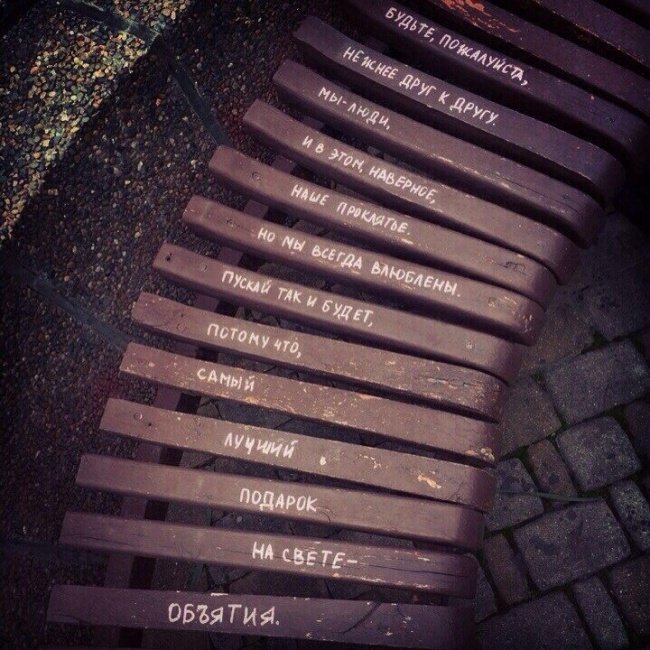 БУДЬТЕ, ПОЖАЛУЙСТА,
НЕЖНЕЕ ДРУГ К ДРУГУ.
МЫ-ЛЮДИ,
И В ЭТОМ, НАВЕРНОЕ,
НАШЕ ПРОКЛЯТЬЕ.
НО МЫ ВСЕГДА ВЛЮБЛЕНЫ.
ПУСКАЙ ТАК И БУДЕТ,
ПОТОМУ ЧТО,
САМЫЙ
ЛУЧШИЙ
ПОДАРОК
НА СВЕТЕ-
ОБЪЯТИЯ.